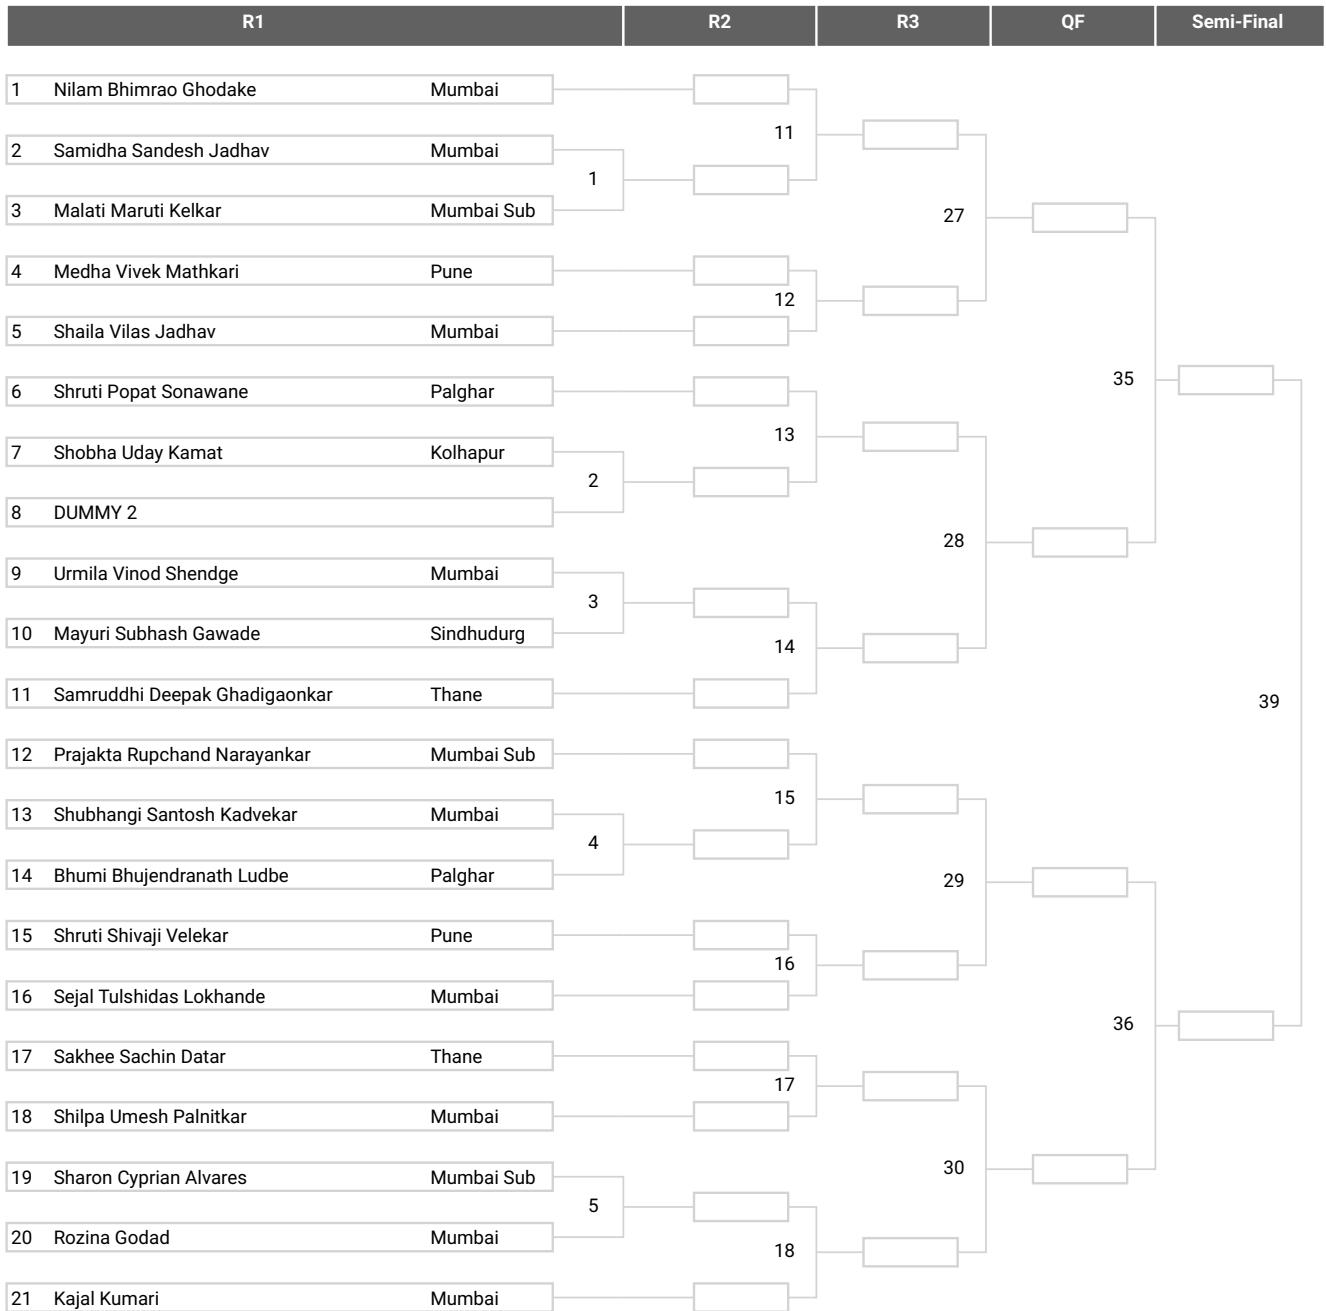 R1 R2 R3 QF Semi-Final
1 Nilam Bhimrao Ghodake Mumbai
11
2 Samidha Sandesh Jadhav Mumbai
1
3 Malati Maruti Kelkar Mumbai Sub
27
4 Medha Vivek Mathkari Pune
12
5 Shaila Vilas Jadhav Mumbai
35
6 Shruti Popat Sonawane Palghar
13
7 Shobha Uday Kamat Kolhapur
2
8 DUMMY 2
28
9 Urmila Vinod Shendge Mumbai
3
10 Mayuri Subhash Gawade Sindhudurg
14
11 Samruddhi Deepak Ghadigaonkar Thane
39
12 Prajakta Rupchand Narayankar Mumbai Sub
15
13 Shubhangi Santosh Kadvekar Mumbai
4
14 Bhumi Bhujendranath Ludbe Palghar
29
15 Shruti Shivaji Velekar Pune
16
16 Sejal Tulshidas Lokhande Mumbai
36
17 Sakhee Sachin Datar Thane
17
18 Shilpa Umesh Palnitkar Mumbai
30
19 Sharon Cyprian Alvares Mumbai Sub
5
20 Rozina Godad Mumbai
18
21 Kajal Kumari Mumbai